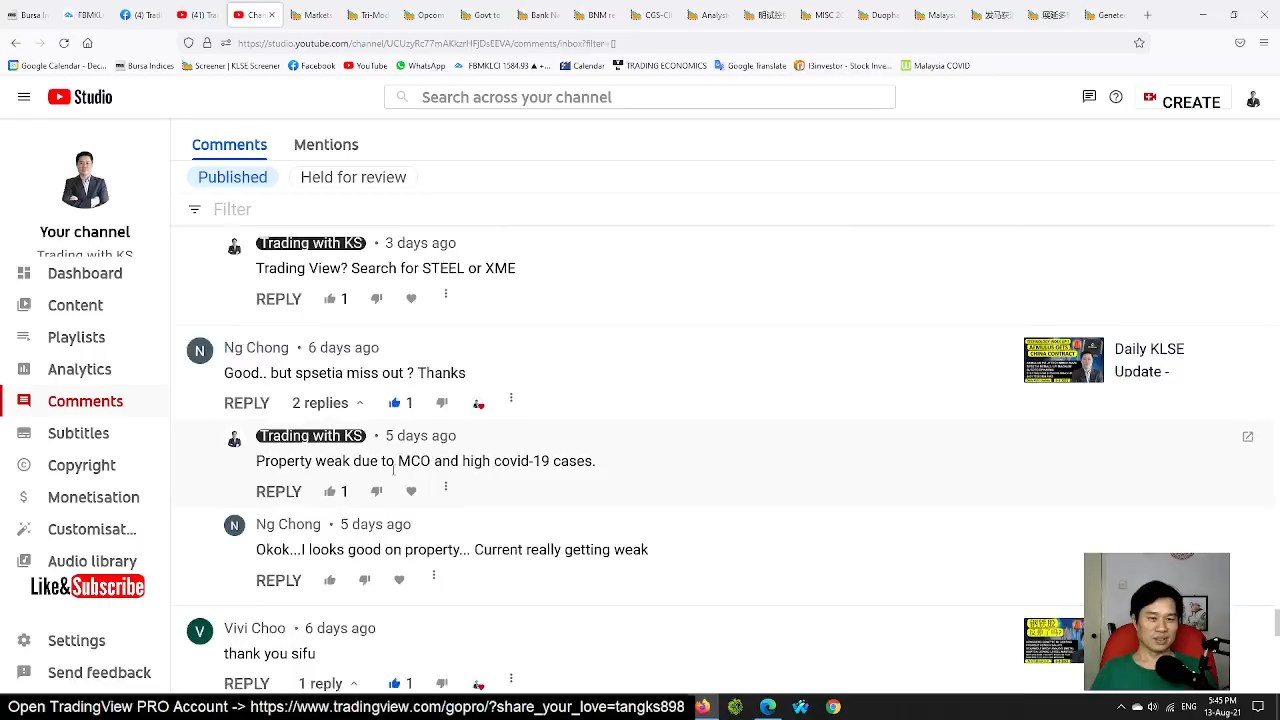 https://studio.youtube.com/channel/UCUzyRc77mAKkzrHFjDsEEVA/comments/inbox?filter=[]
Google Calendar - Dec...
Bursa Indices
Screener | KLSE Screener
Facebook
YouTube
WhatsApp
FBMKLCI 1584.93 ▲ +...
Calendar
TRADING ECONOMICS
Google Translate
i3investor - Stock Inve...
Malaysia COVID
Studio
Search across your channel
CREATE
Your channel
Trading with KS
Dashboard
Content
Playlists
Analytics
Comments
Subtitles
Copyright
Monetisation
Customisat...
Audio library
Like&Subscribe
Settings
Send feedback
Comments
Mentions
Published
Held for review
Filter
Trading with KS • 3 days ago
Trading View? Search for STEEL or XME
REPLY 1
Ng Chong • 6 days ago
Good.. but spsetia miss out ? Thanks
REPLY 2 replies 1
AEMULUS GETS
CHINA CONTRACT
Daily KLSE
Update -
Trading with KS • 5 days ago
Property weak due to MCO and high covid-19 cases.
REPLY 1
Ng Chong • 5 days ago
Okok...I looks good on property... Current really getting weak
REPLY
Vivi Choo • 6 days ago
thank you sifu
REPLY 1 reply 1
Open TradingView PRO Account -> https://www.tradingview.com/gopro/?share_your_love=tangks898
5:45 PM
13-Aug-21